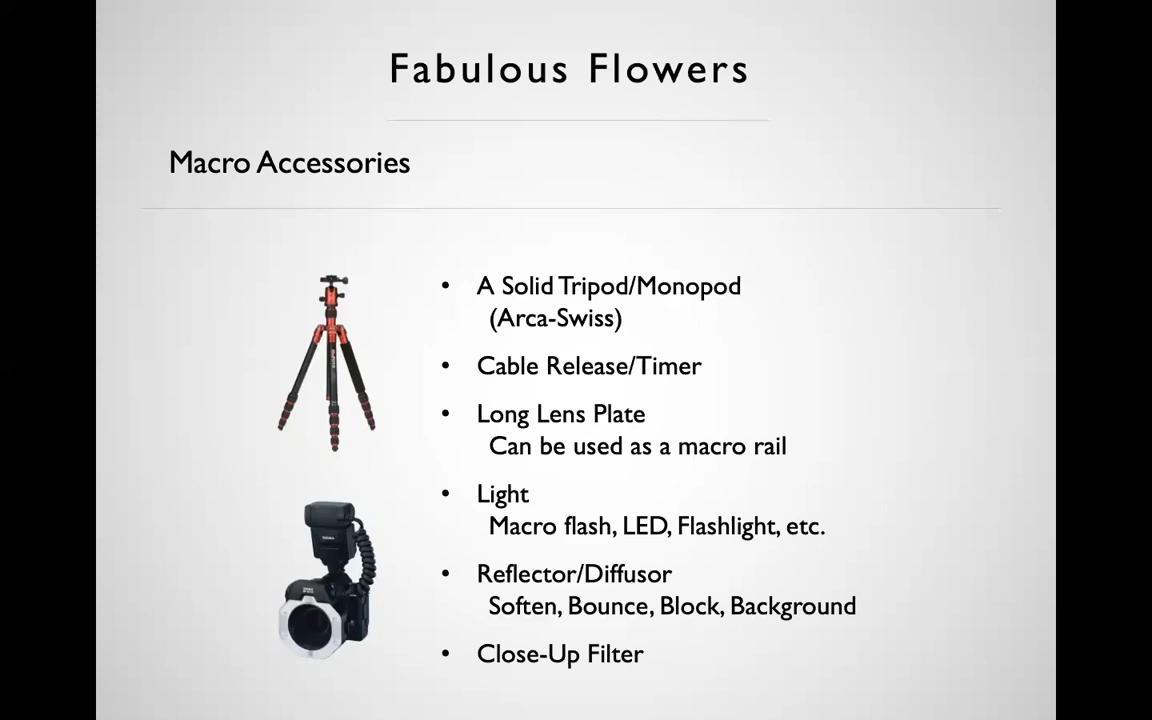 Fabulous Flowers
Macro Accessories
• A Solid Tripod/Monopod
(Arca-Swiss)
• Cable Release/Timer
• Long Lens Plate
Can be used as a macro rail
• Light
Macro flash, LED, Flashlight, etc.
• Reflector/Diffusor
Soften, Bounce, Block, Background
• Close-Up Filter